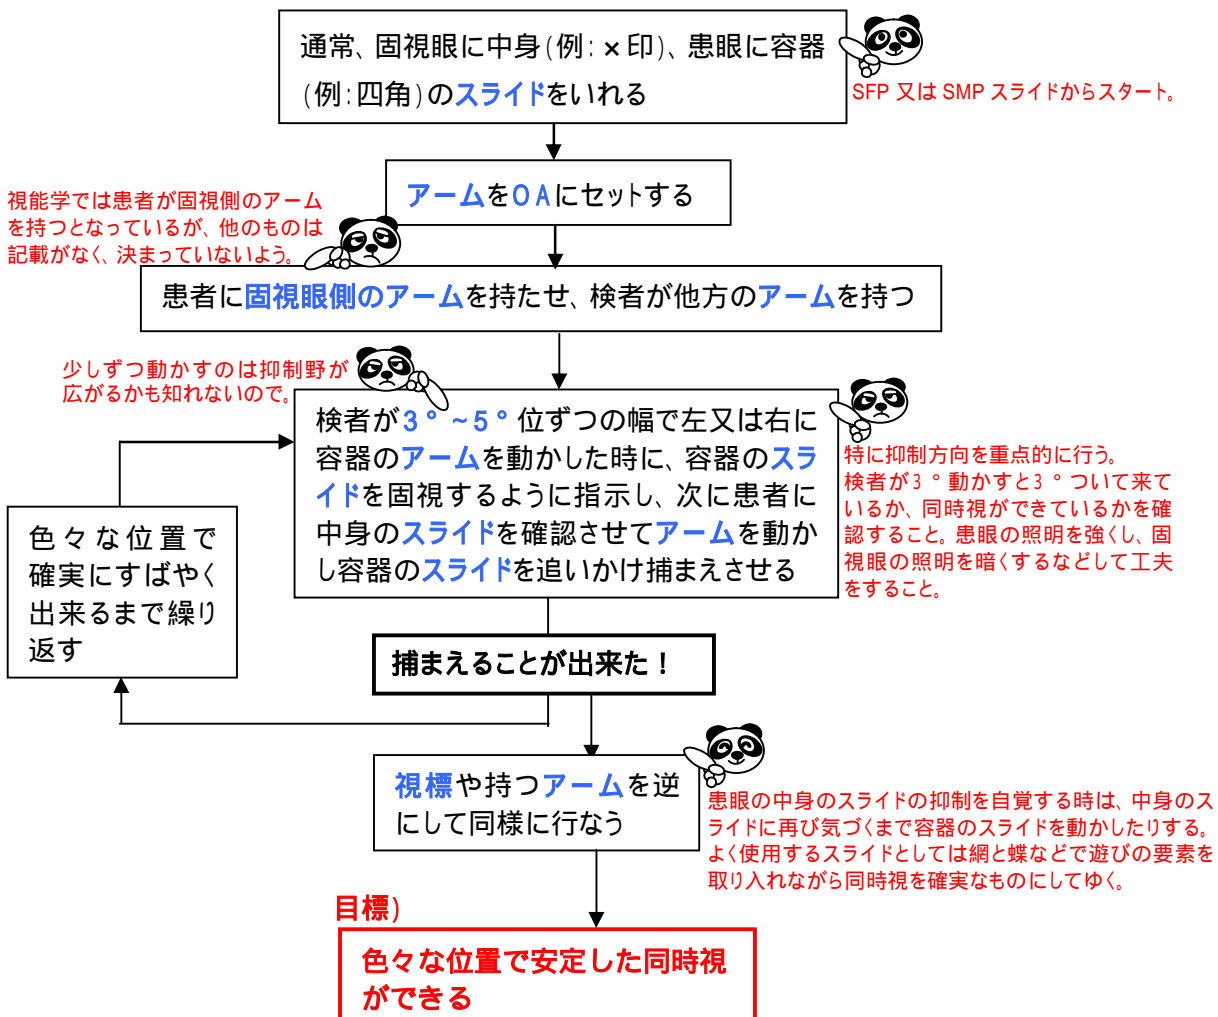 通常、固視眼に中身(例:×印)、患眼に容器
(例:四角)のスライドをいれる
SFP 又は SMP スライドからスタート。
アームをOAにセットする
視能学では患者が固視側のアーム
を持つとなっているが、他のものは
記載がなく、決まっていないよう。
患者に固視眼側のアームを持たせ、検者が他方のアームを持つ
少しずつ動かすのは抑制野が
広がるかも知れないので。
検者が3°~5°位ずつの幅で左又は右に
容器のアームを動かした時に、容器のスラ
イドを固視するように指示し、次に患者に
中身のスライドを確認させてアームを動か
し容器のスライドを追いかけ捕まえさせる
特に抑制方向を重点的に行う。
検者が3°動かすと3°ついて来て
いるか、同時視ができているかを確
認すること。患眼の照明を強くし、固
視眼の照明を暗くするなどして工夫
をすること。
色々な位置で
確実にすばやく
出来るまで繰り
返す
捕まえることが出来た!
視標や持つアームを逆
にして同様に行なう
患眼の中身のスライドの抑制を自覚する時は、中身のス
ライドに再び気づくまで容器のスライドを動かしたりする。
よく使用するスライドとしては網と蝶などで遊びの要素を
取り入れながら同時視を確実なものにしてゆく。
目標)
色々な位置で安定した同時視
ができる